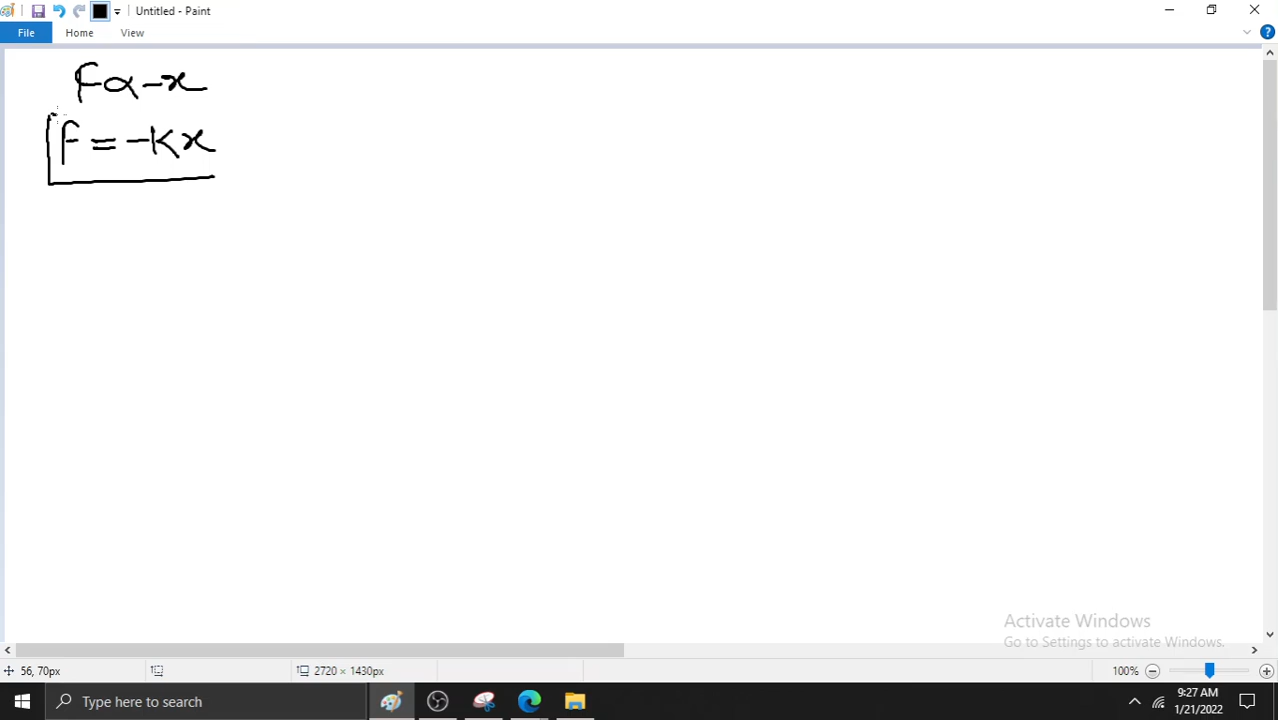 Untitled - Paint
File
Home
View
F α -x
F = -Kx
Activate Windows
Go to Settings to activate Windows.
56, 70px
2720 × 1430px
100%
Type here to search
9:27 AM
1/21/2022